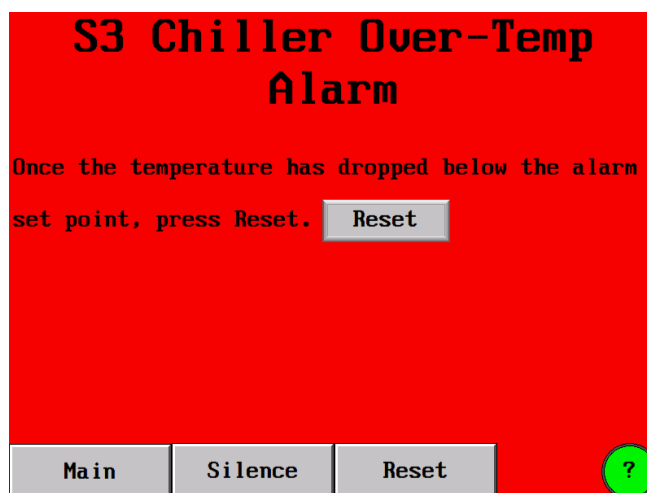 S3 Chiller Over-Temp
Alarm
Once the temperature has dropped below the alarm
set point, press Reset. Reset
Main Silence Reset ?